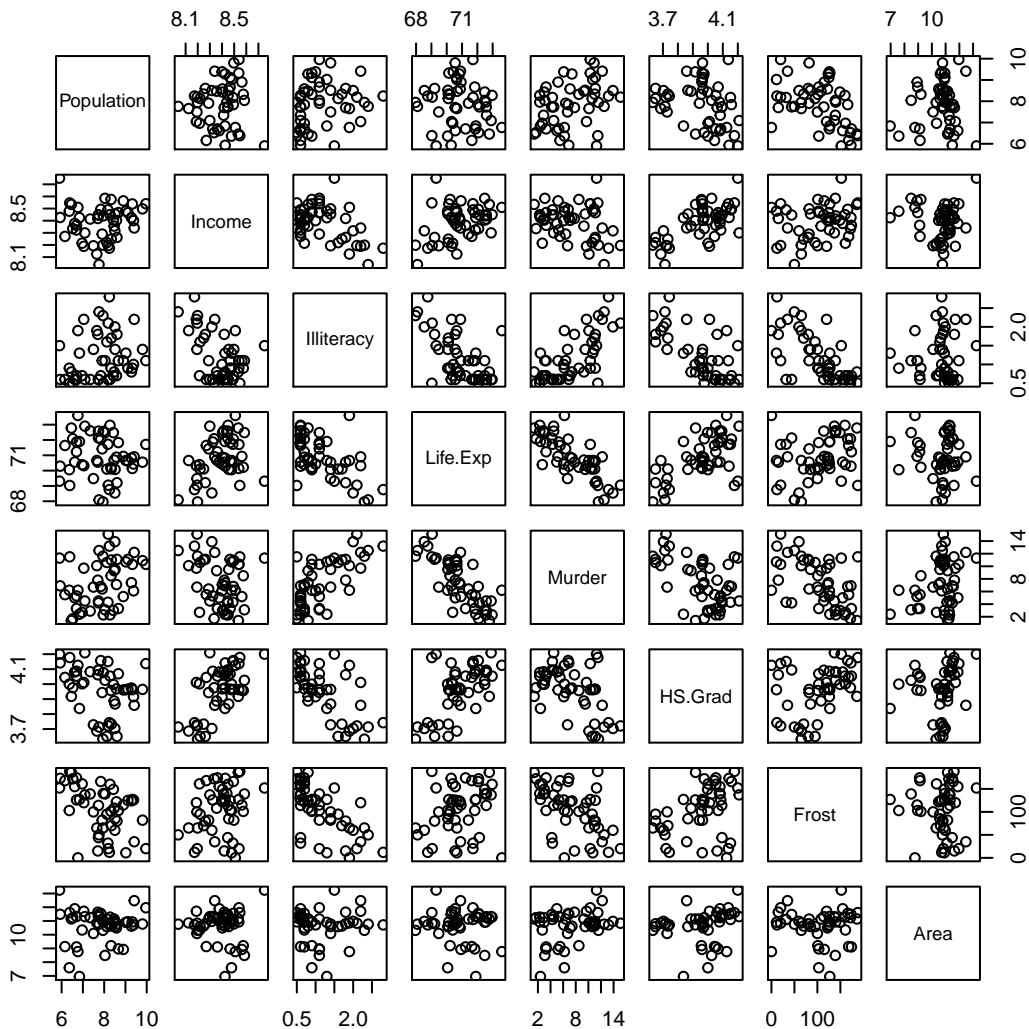 8.1 8.5 68 71 3.7 4.1 7 10
Population 6 8 10
8.1 8.5 Income
Illiteracy 0.5 2.0
68 71 Life.Exp
Murder 2 8 14
3.7 4.1 HS.Grad
Frost 0 100
7 10 Area
6 8 10 0.5 2.0 2 8 14 0 100